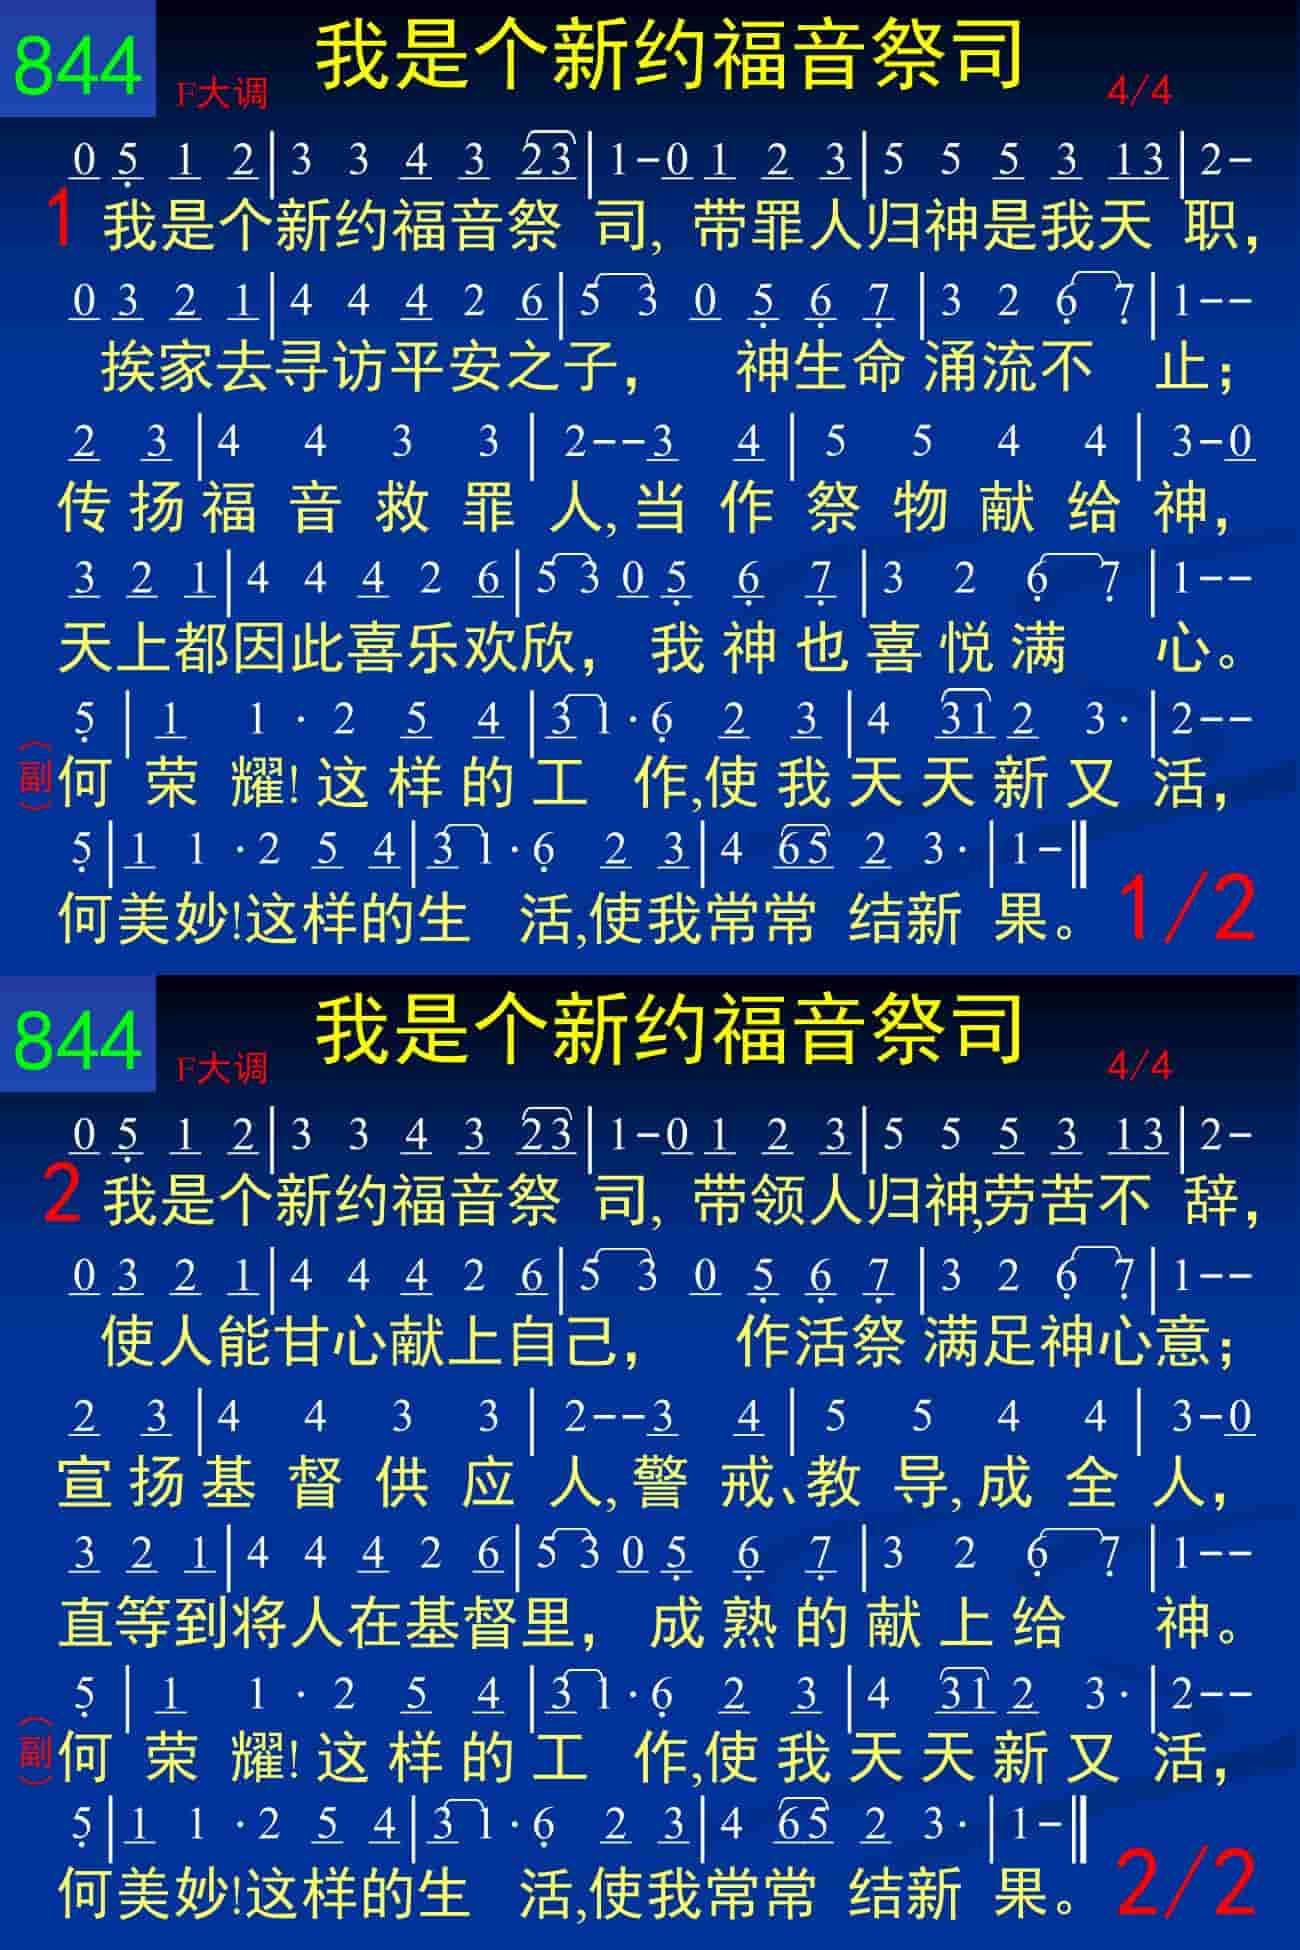 844
F大调
我是个新约福音祭司
4/4
0 5 1 2|3 3 4 3 23|1-0 1 2 3|5 5 5 3 13|2-
1 我是个新约福音祭 司, 带罪人归神是我天 职，
0 3 2 1|4 4 4 2 6|5 3 0 5 6 7|3 2 6 7|1--
挨家去寻访平安之子， 神生命涌流不 止；
2 3|4 4 3 3|2--3 4|5 5 4 4|3-0
传扬福音救罪人,当作祭物献给神，
3 2 1|4 4 4 2 6|5 3 0 5 6 7|3 2 6 7|1--
天上都因此喜乐欢欣， 我神也喜悦满 心。
5|1 1·2 5 4|3 1·6 2 3|4 31 2 3·|2--
(副) 何荣耀!这样的工 作,使我天天新又活，
5|1 1·2 5 4|3 1·6 2 3|4 65 2 3·|1-‖
何美妙!这样的生 活,使我常常 结新 果。
1/2
844
F大调
我是个新约福音祭司
4/4
0 5 1 2|3 3 4 3 23|1-0 1 2 3|5 5 5 3 13|2-
2 我是个新约福音祭 司, 带领人归神,劳苦不 辞，
0 3 2 1|4 4 4 2 6|5 3 0 5 6 7|3 2 6 7|1--
使人能甘心献上自己， 作活祭满足神心意；
2 3|4 4 3 3|2--3 4|5 5 4 4|3-0
宣扬基督供应人,警戒、教导,成全人，
3 2 1|4 4 4 2 6|5 3 0 5 6 7|3 2 6 7|1--
直等到将人在基督里， 成熟的献上给 神。
5|1 1·2 5 4|3 1·6 2 3|4 31 2 3·|2--
(副) 何荣耀!这样的工 作,使我天天新又活，
5|1 1·2 5 4|3 1·6 2 3|4 65 2 3·|1-‖
何美妙!这样的生 活,使我常常 结新 果。
2/2